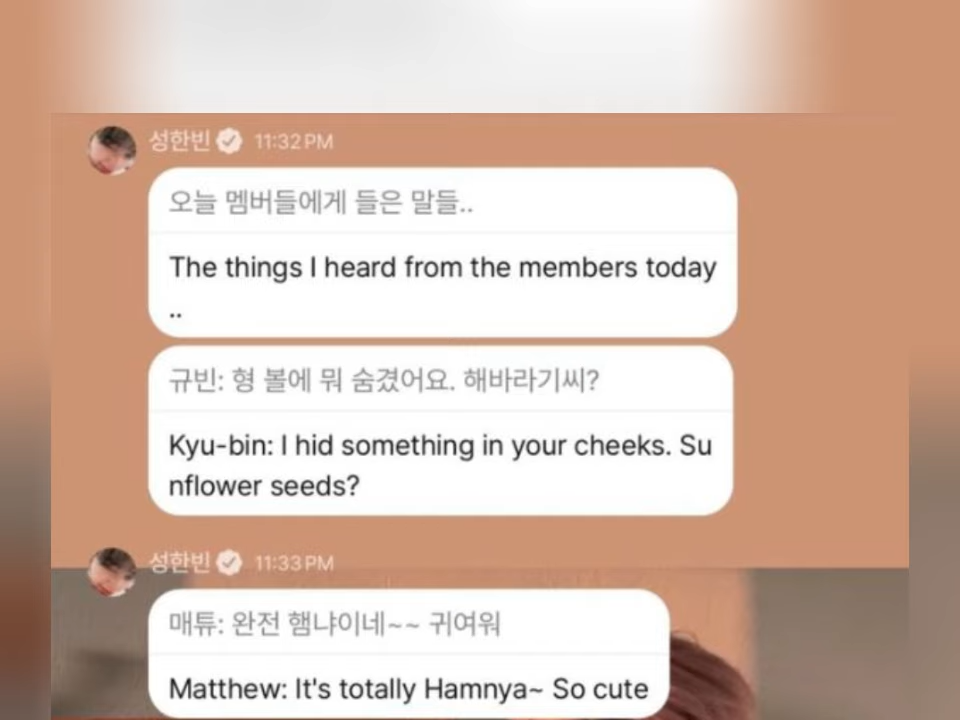 성한빈 11:32 PM
오늘 멤버들에게 들은 말들..
The things I heard from the members today
..
규빈: 형 볼에 뭐 숨겼어요. 해바라기씨?
Kyu-bin: I hid something in your cheeks. Su
nflower seeds?
성한빈 11:33 PM
매튜: 완전 햄냐이네~~ 귀여워
Matthew: It's totally Hamnya~ So cute